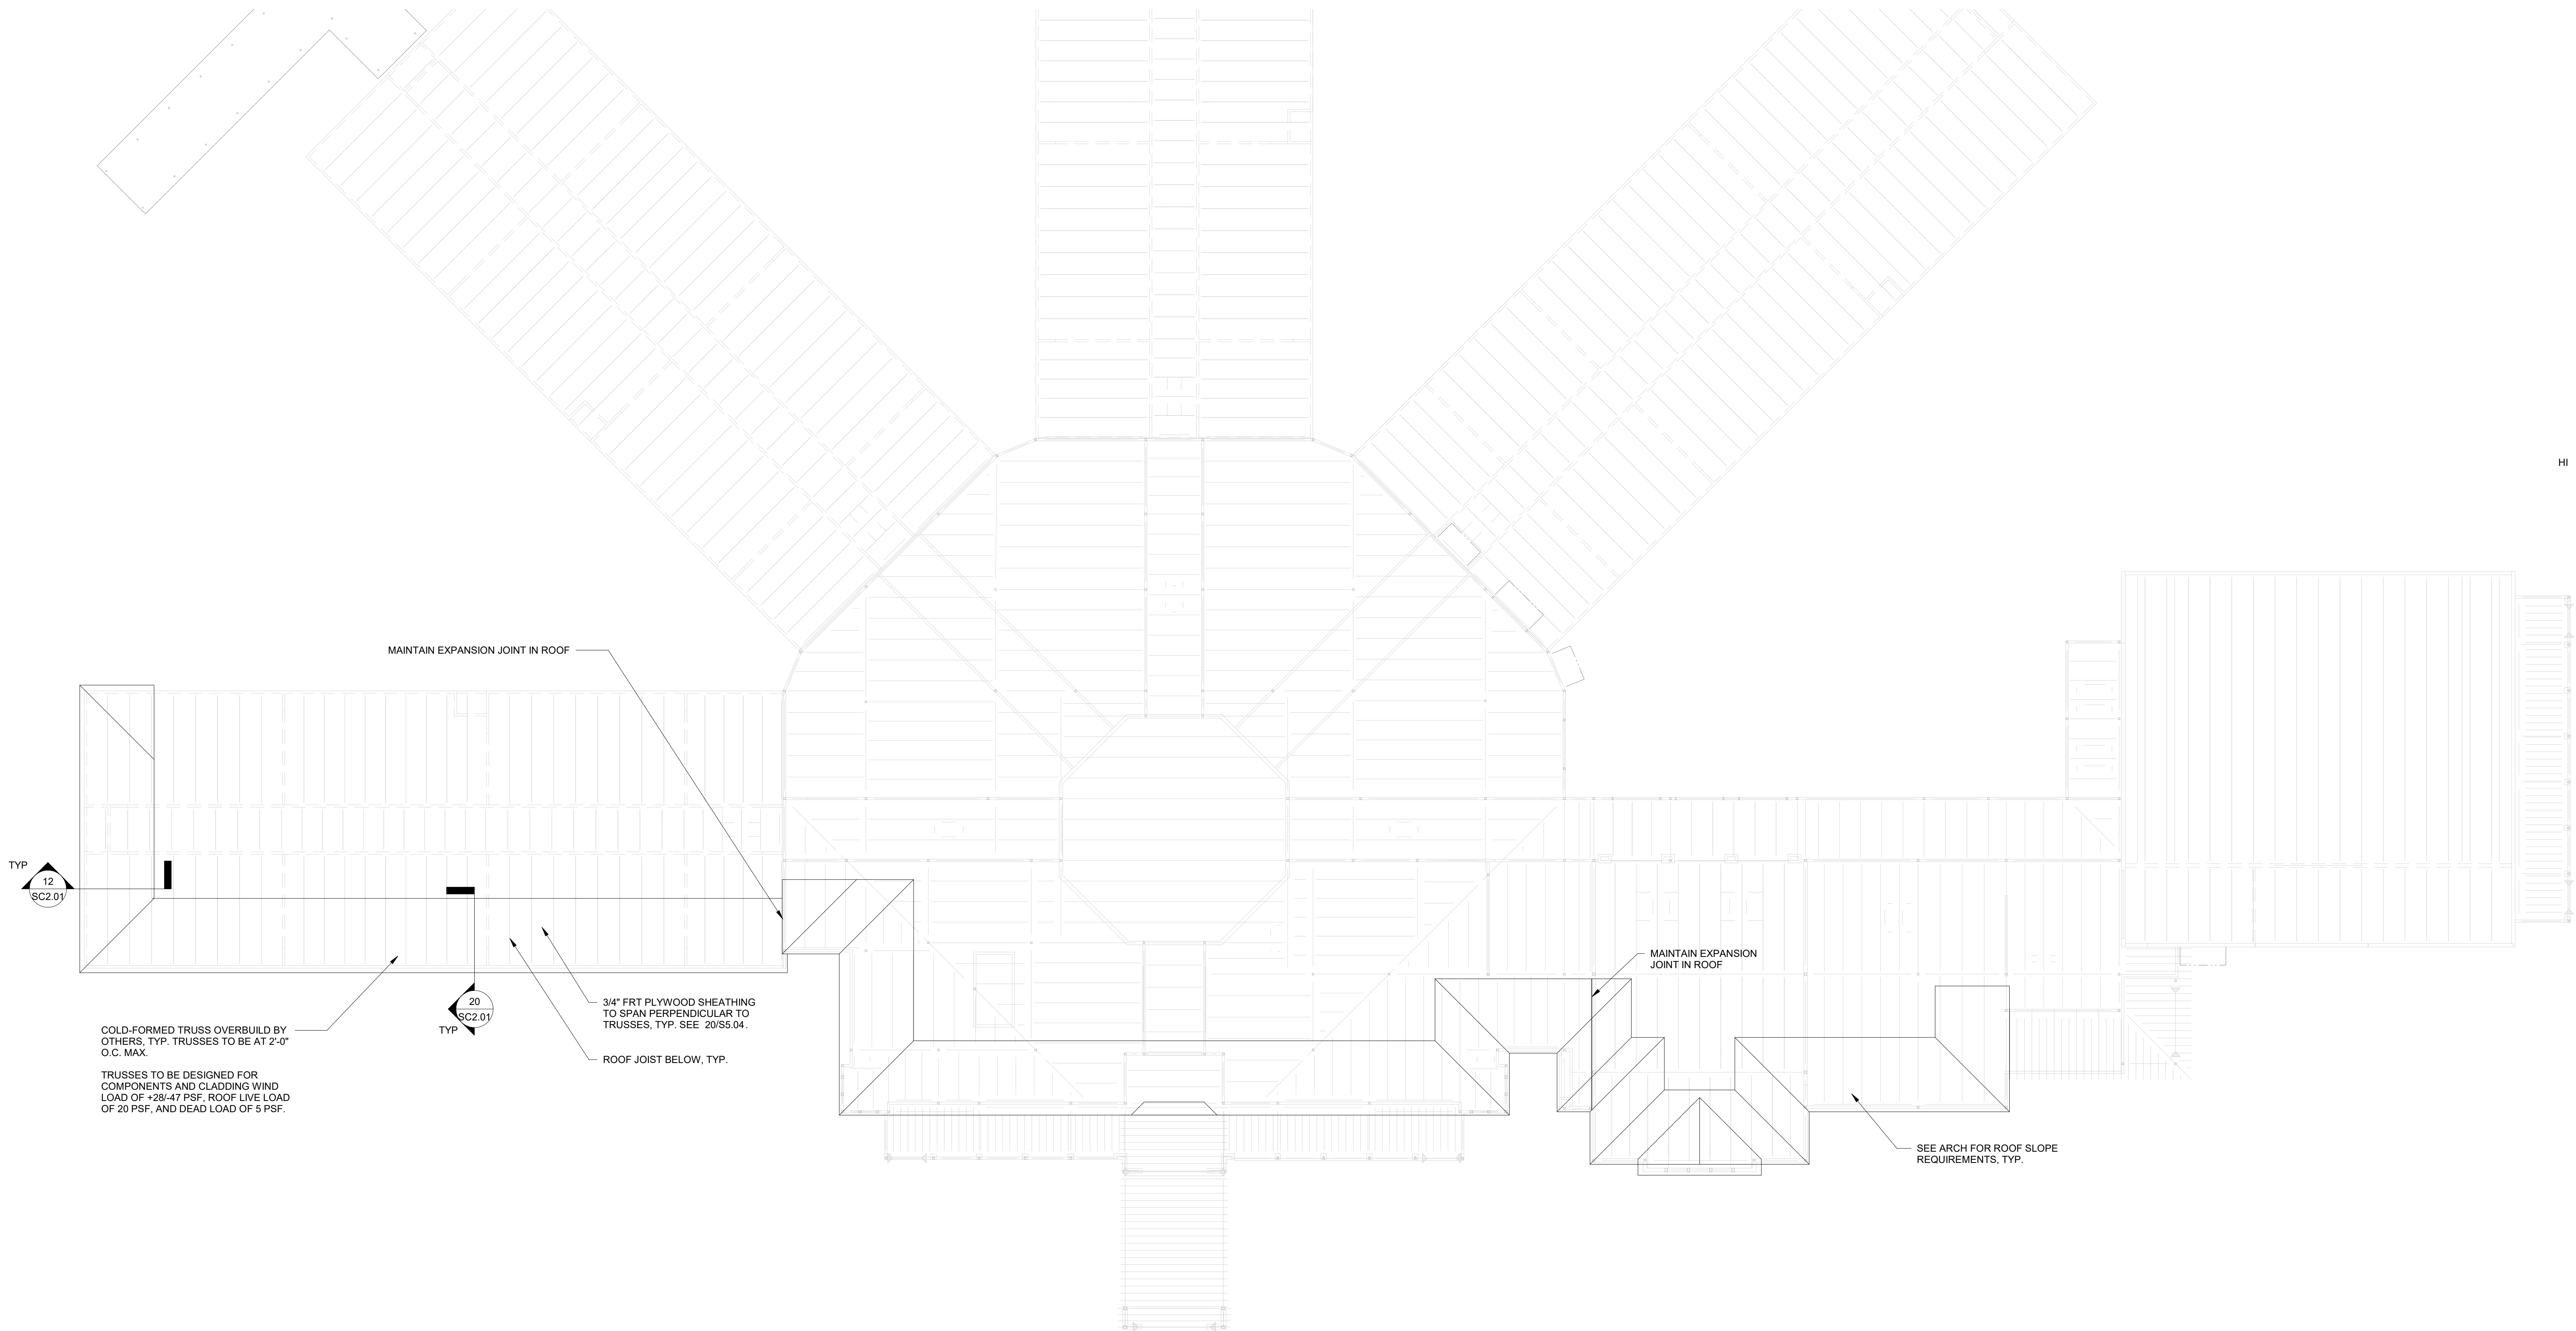 HI
MAINTAIN EXPANSION JOINT IN ROOF
TYP
12
SC2.01
MAINTAIN EXPANSION
JOINT IN ROOF
20
SC2.01
TYP
3/4" FRT PLYWOOD SHEATHING
TO SPAN PERPENDICULAR TO
TRUSSES, TYP. SEE 20/S5.04.
COLD-FORMED TRUSS OVERBUILD BY
OTHERS, TYP. TRUSSES TO BE AT 2'-0"
O.C. MAX.
ROOF JOIST BELOW, TYP.
TRUSSES TO BE DESIGNED FOR
COMPONENTS AND CLADDING WIND
LOAD OF +28/-47 PSF, ROOF LIVE LOAD
OF 20 PSF, AND DEAD LOAD OF 5 PSF.
SEE ARCH FOR ROOF SLOPE
REQUIREMENTS, TYP.